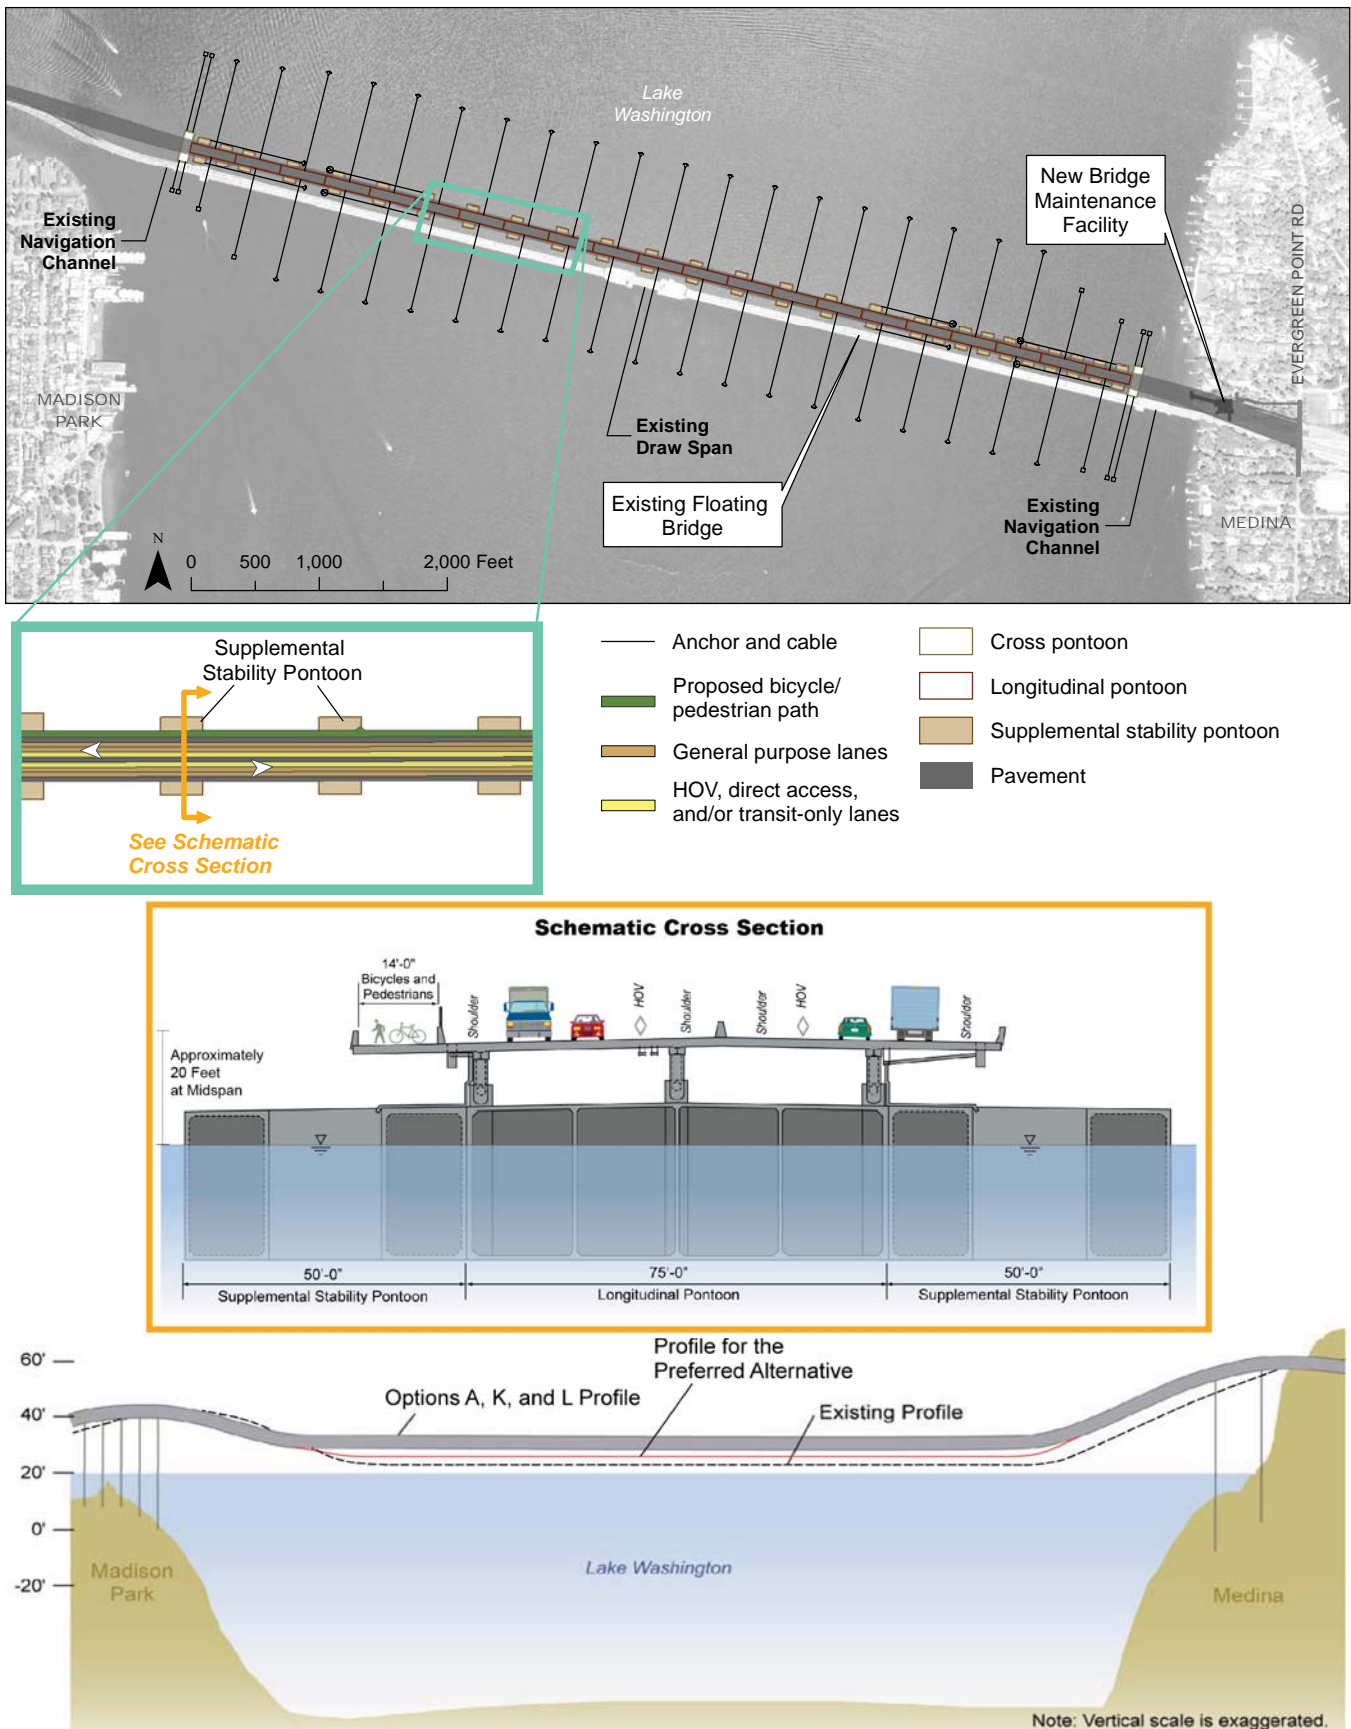 Lake
Washington
New Bridge
Maintenance
Facility
EVERGREEN POINT RD
Existing
Navigation
Channel
MADISON
PARK
Existing
Draw Span
Existing Floating
Bridge
Existing
Navigation
Channel
MEDINA
N
0 500 1,000 2,000 Feet
Supplemental
Stability Pontoon
See Schematic
Cross Section
Anchor and cable
Proposed bicycle/
pedestrian path
General purpose lanes
HOV, direct access,
and/or transit-only lanes
Cross pontoon
Longitudinal pontoon
Supplemental stability pontoon
Pavement
Schematic Cross Section
14'-0"
Bicycles and
Pedestrians
Shoulder
HOV
Shoulder
Shoulder
HOV
Shoulder
Approximately
20 Feet
at Midspan
50'-0"
Supplemental Stability Pontoon
75'-0"
Longitudinal Pontoon
50'-0"
Supplemental Stability Pontoon
Profile for the
Preferred Alternative
Options A, K, and L Profile
Existing Profile
60'
40'
20'
0'
-20'
Madison
Park
Lake Washington
Medina
Note: Vertical scale is exaggerated.